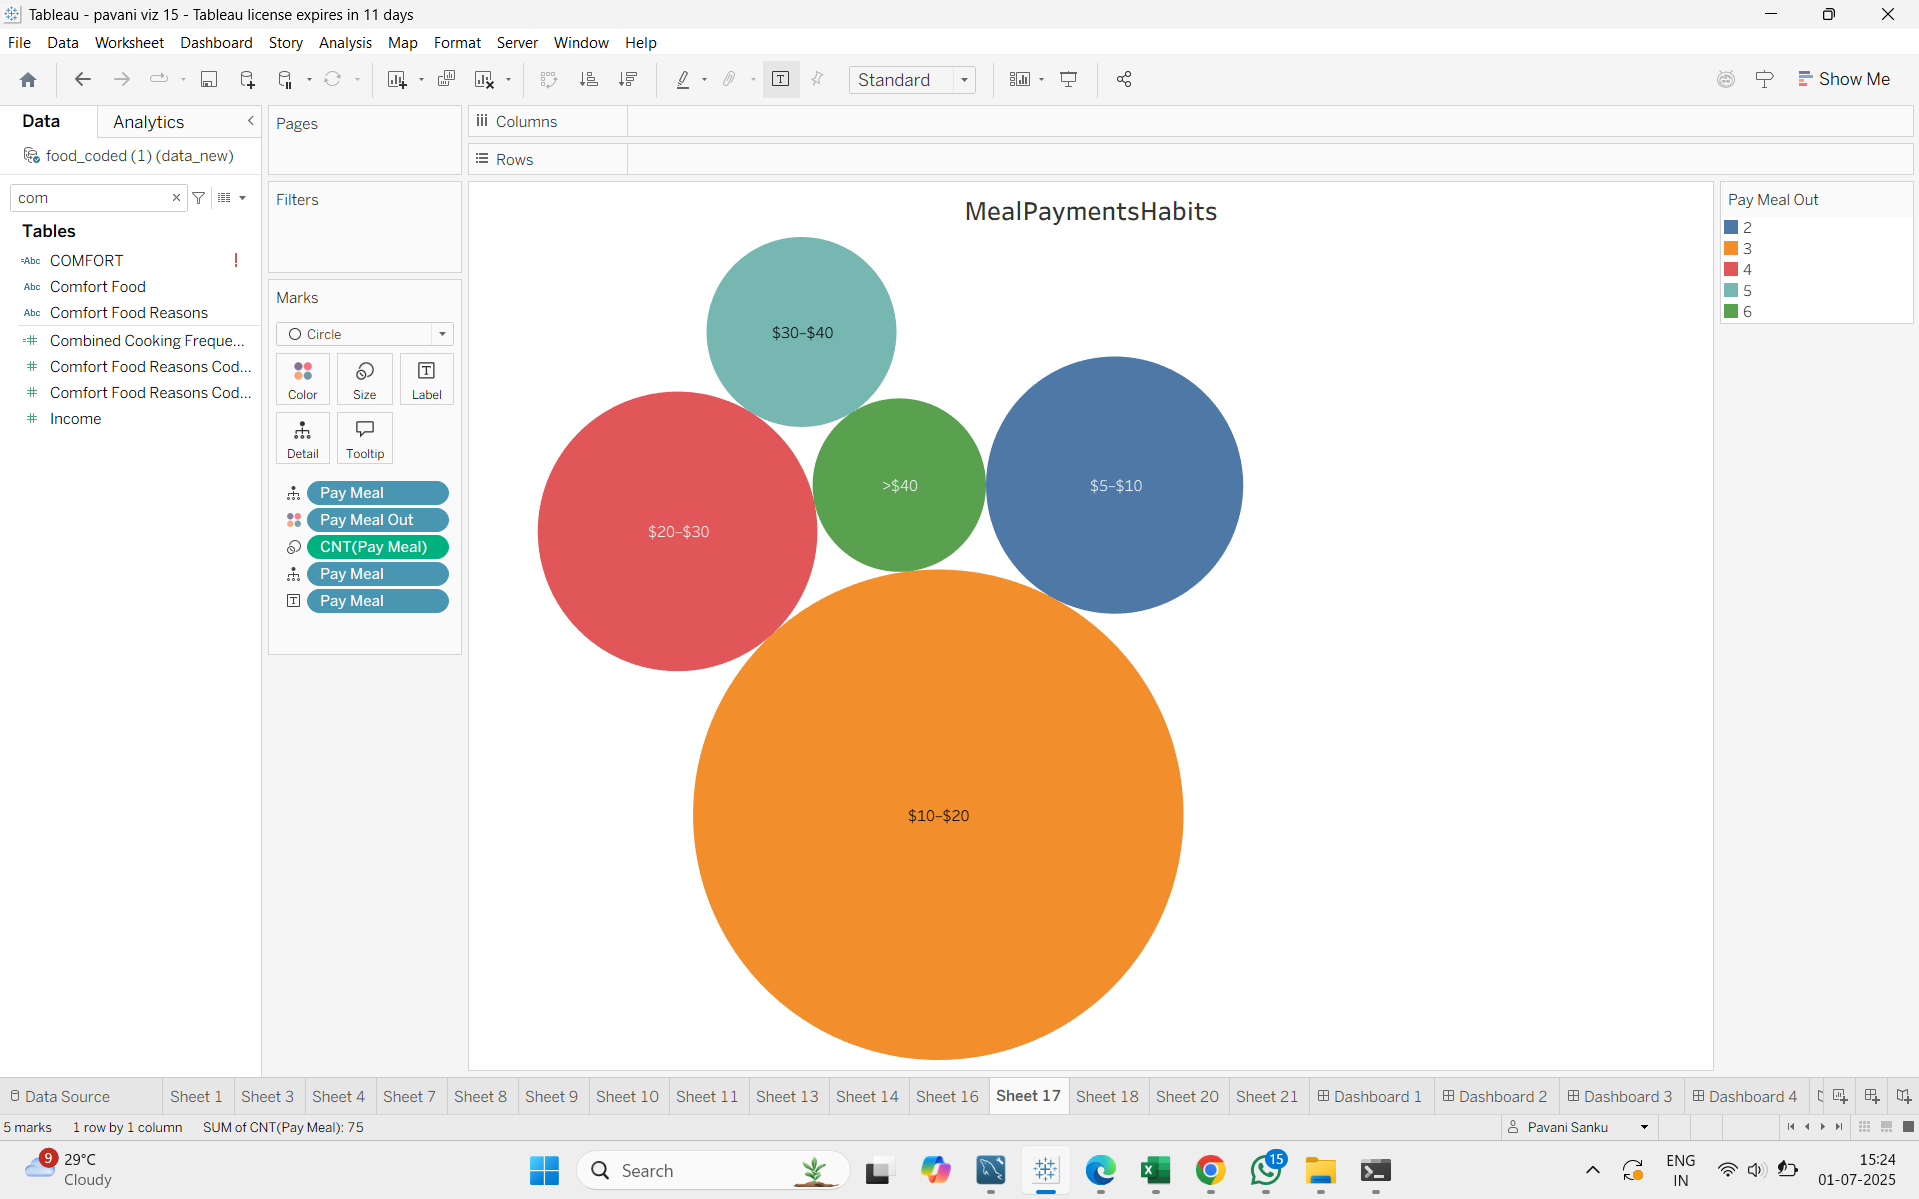 Tableau - pavani viz 15 - Tableau license expires in 11 days
File Data Worksheet Dashboard Story Analysis Map Format Server Window Help
Standard
Show Me
Data
Analytics
food_coded (1) (data_new)
com
Tables
=Abc COMFORT !
Abc Comfort Food
Abc Comfort Food Reasons
=# Combined Cooking Freque...
# Comfort Food Reasons Cod...
# Comfort Food Reasons Cod...
# Income
Pages
Filters
Marks
Circle
Color Size Label
Detail Tooltip
Pay Meal
Pay Meal Out
CNT(Pay Meal)
Pay Meal
Pay Meal
Columns
Rows
MealPaymentsHabits
$30–$40
>$40
$5–$10
$20–$30
$10–$20
Pay Meal Out
2
3
4
5
6
Data Source Sheet 1 Sheet 3 Sheet 4 Sheet 7 Sheet 8 Sheet 9 Sheet 10 Sheet 11 Sheet 13 Sheet 14 Sheet 16 Sheet 17 Sheet 18 Sheet 20 Sheet 21 Dashboard 1 Dashboard 2 Dashboard 3 Dashboard 4
5 marks 1 row by 1 column SUM of CNT(Pay Meal): 75
Pavani Sanku
9
29°C
Cloudy
Search
15
ENG
IN
15:24
01-07-2025